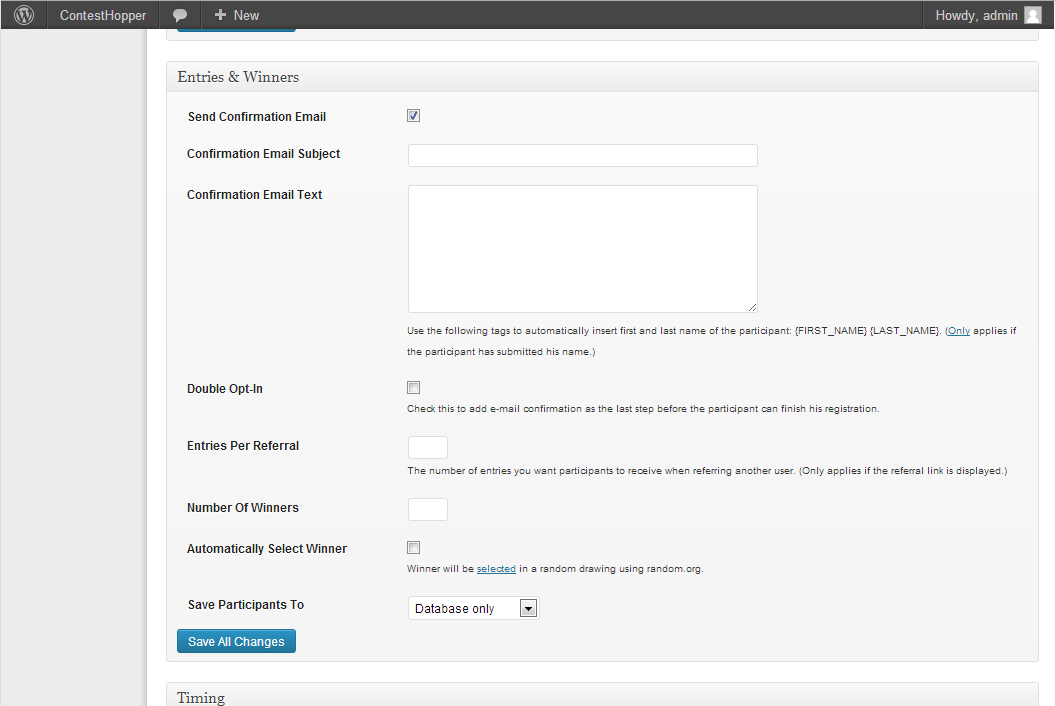 ContestHopper
New
Howdy, admin
Entries & Winners
Send Confirmation Email
Confirmation Email Subject
Confirmation Email Text
Use the following tags to automatically insert first and last name of the participant: {FIRST_NAME} {LAST_NAME}. (Only applies if
the participant has submitted his name.)
Double Opt-In
Check this to add e-mail confirmation as the last step before the participant can finish his registration.
Entries Per Referral
The number of entries you want participants to receive when referring another user. (Only applies if the referral link is displayed.)
Number Of Winners
Automatically Select Winner
Winner will be selected in a random drawing using random.org.
Save Participants To
Database only
Save All Changes
Timing